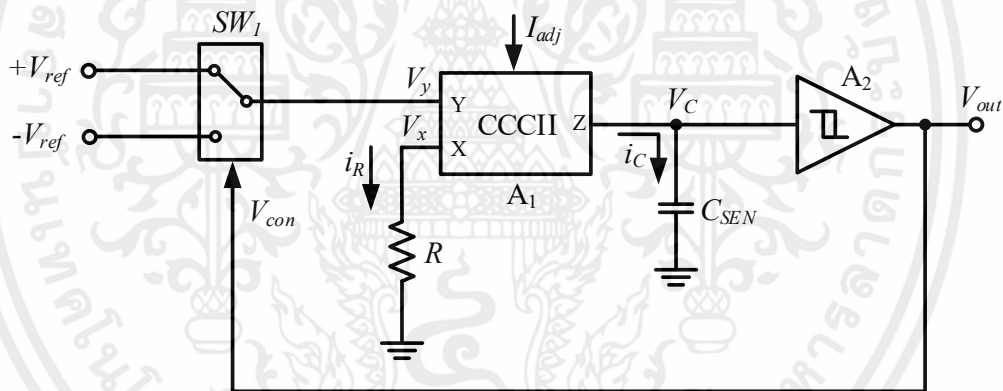 SW1
Iadj
+Vref
-Vref
Vy
Vx
Y
X
CCCII
Z
A1
iR
R
VC
iC
CSEN
A2
Vout
Vcon